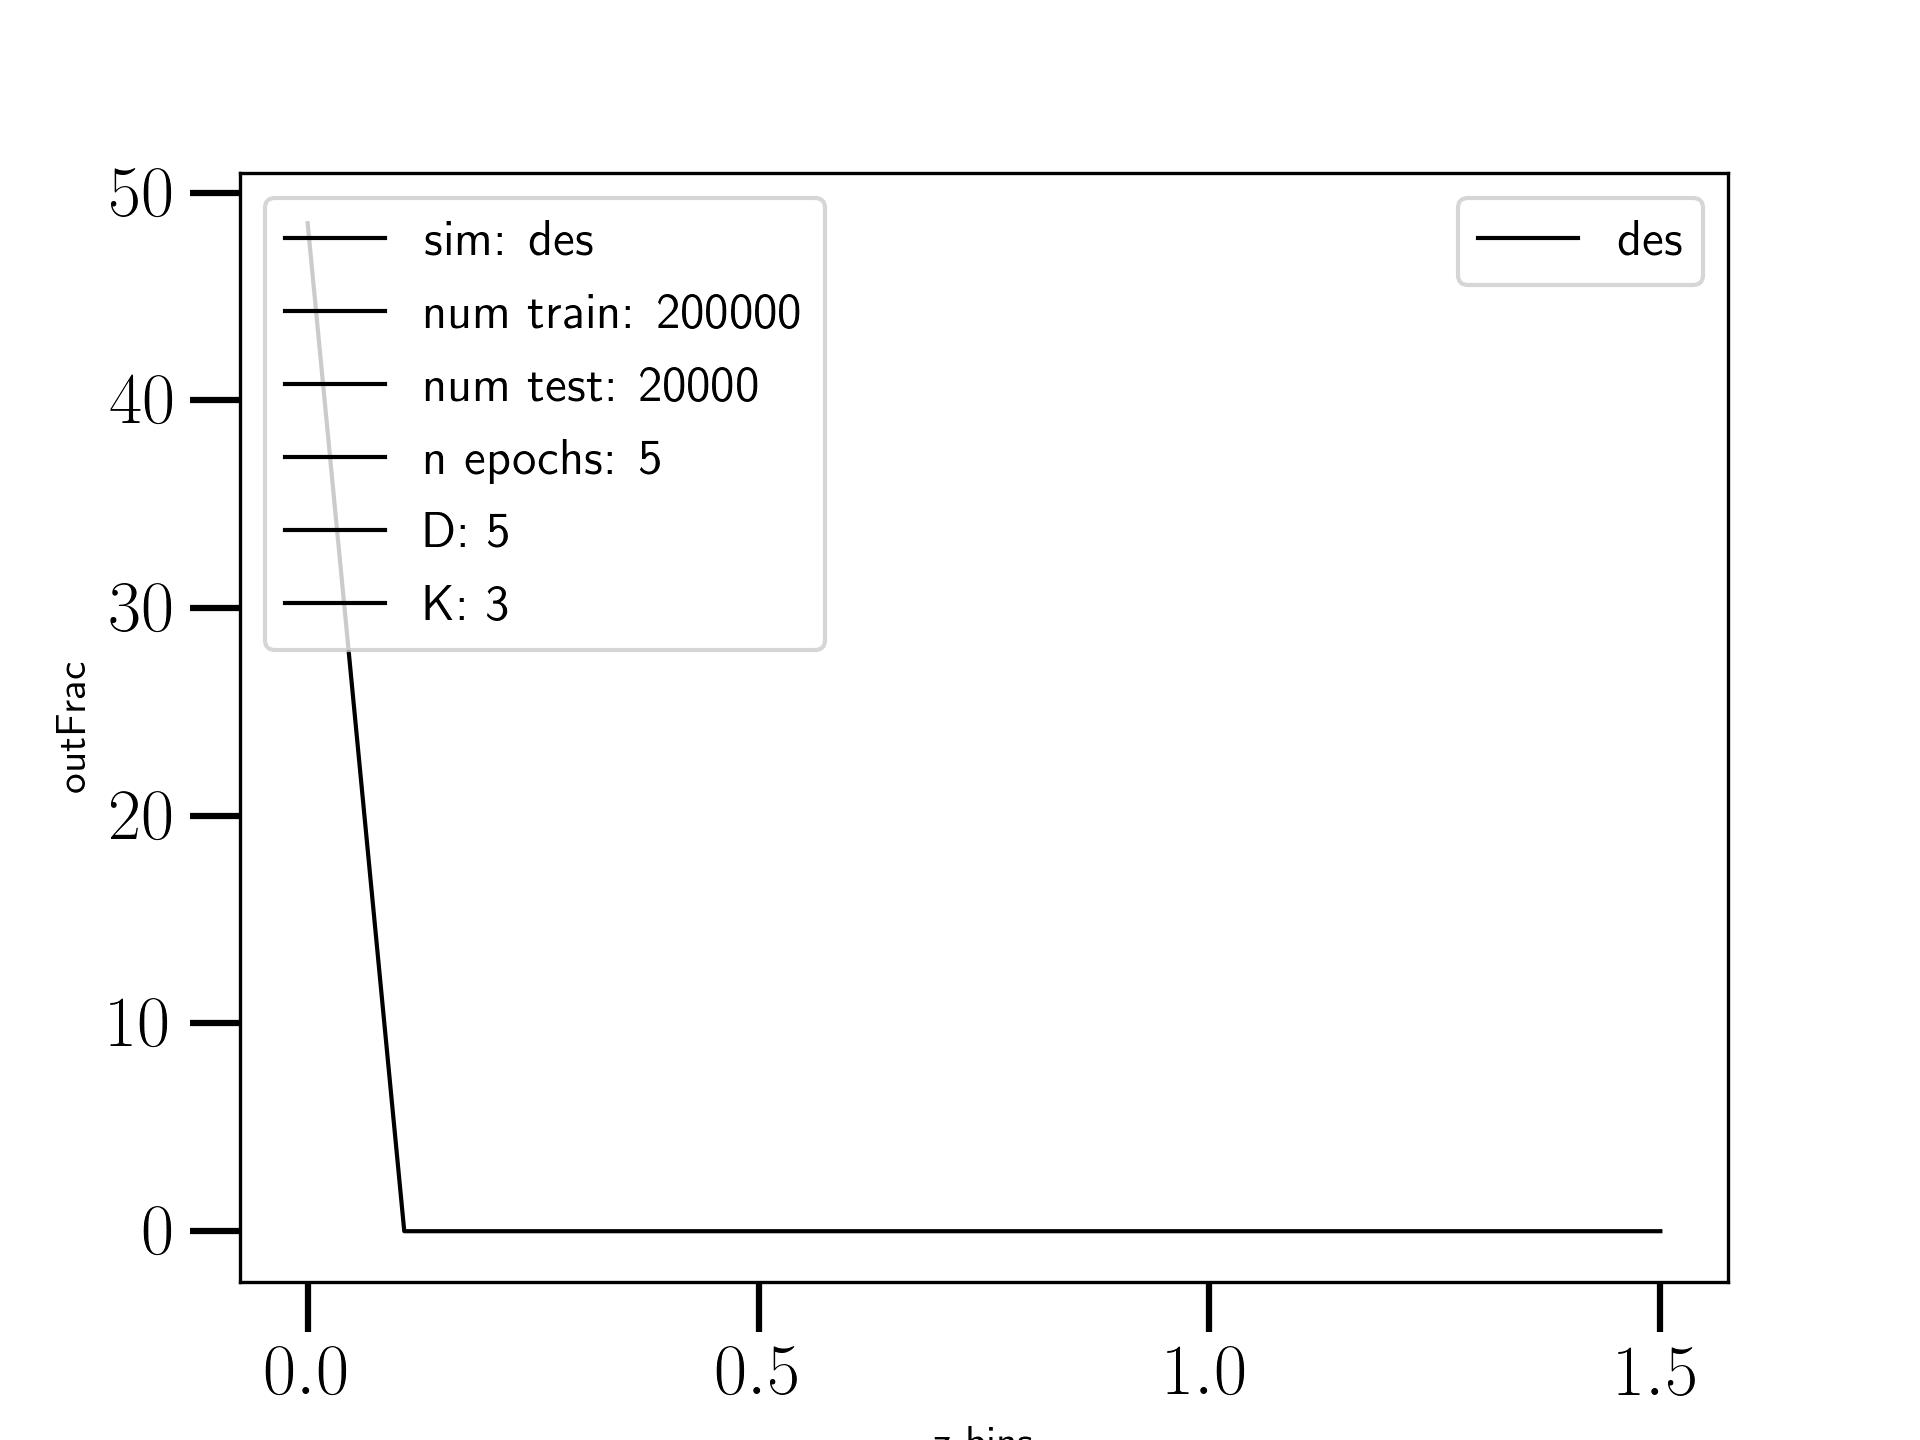 50
40
30
20
10
0
outFrac
sim: des
num train: 200000
num test: 20000
n epochs: 5
D: 5
K: 3
des
0.0 0.5 1.0 1.5
z bins